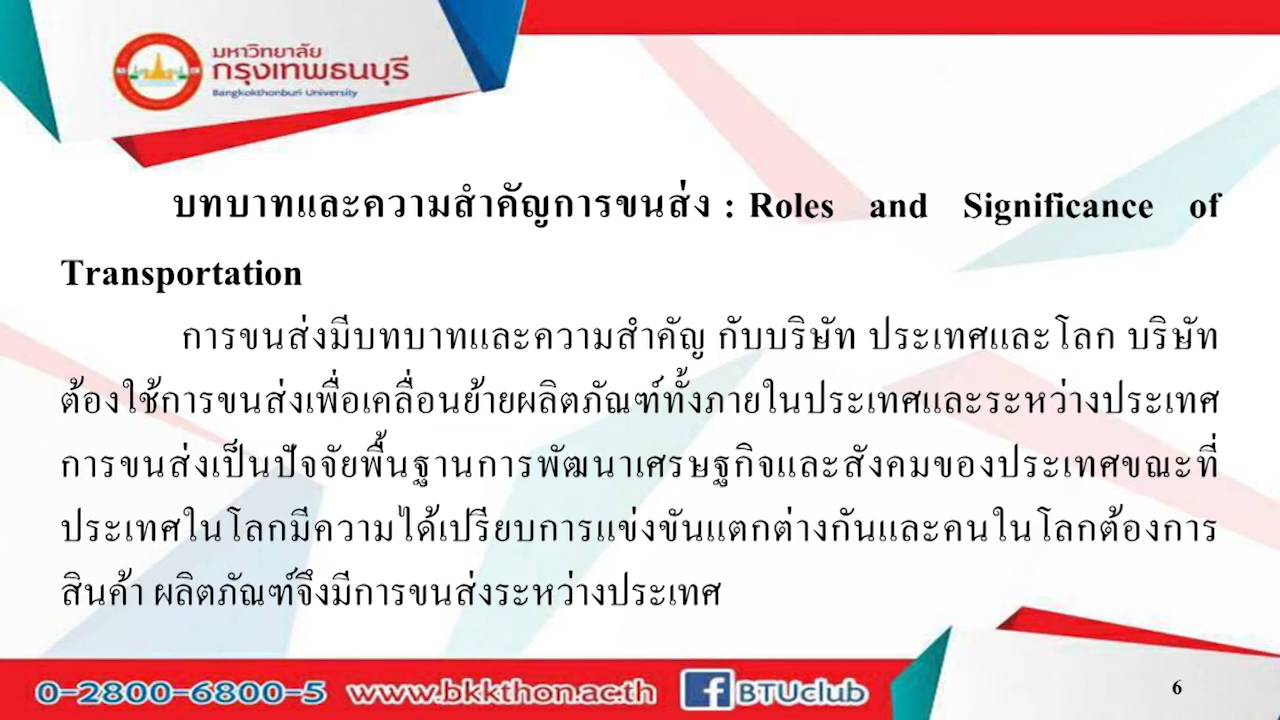 มหาวิทยาลัย
กรุงเทพธนบุรี
Bangkokthonburi University
บทบาทและความสำคัญการขนส่ง : Roles and Significance of
Transportation
การขนส่งมีบทบาทและความสำคัญ กับบริษัท ประเทศและโลก บริษัท
ต้องใช้การขนส่งเพื่อเคลื่อนย้ายผลิตภัณฑ์ทั้งภายในประเทศและระหว่างประเทศ
การขนส่งเป็นปัจจัยพื้นฐานการพัฒนาเศรษฐกิจและสังคมของประเทศขณะที่
ประเทศในโลกมีความได้เปรียบการแข่งขันแตกต่างกันและคนในโลกต้องการ
สินค้า ผลิตภัณฑ์จึงมีการขนส่งระหว่างประเทศ
0-2800-6800-5 www.bkkthon.ac.th f BTUclub
6